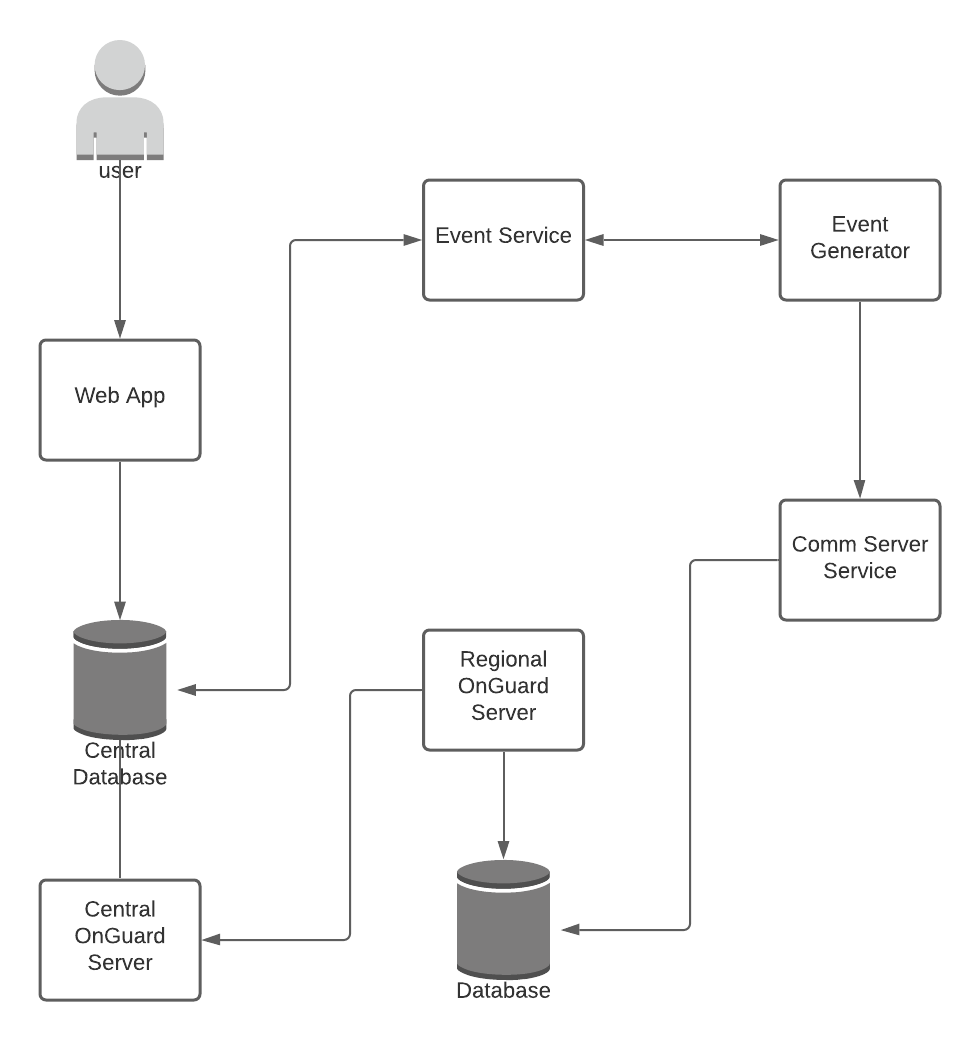 user
Event Service
Event
Generator
Web App
Comm Server
Service
Regional
OnGuard
Server
Central
Database
Central
OnGuard
Server
Database